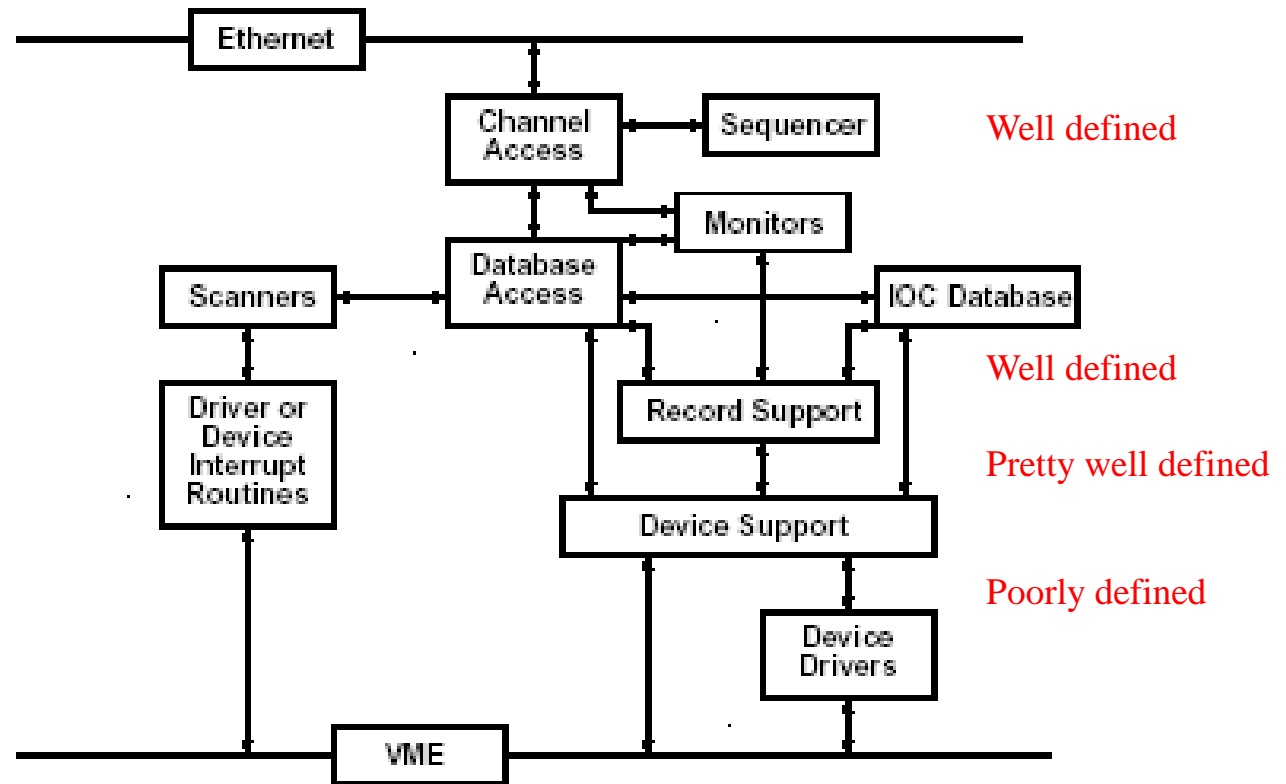 Ethernet
Channel
Access
Sequencer
Well defined
Monitors
Database
Access
Scanners
IOC Database
Well defined
Driver or
Device
Interrupt
Routines
Record Support
Pretty well defined
Device Support
Poorly defined
Device
Drivers
VME